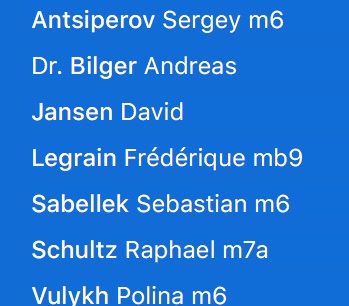 Antsiperov Sergey m6
Dr. Bilger Andreas
Jansen David
Legrain Frédérique mb9
Sabellek Sebastian m6
Schultz Raphael m7a
Vulykh Polina m6